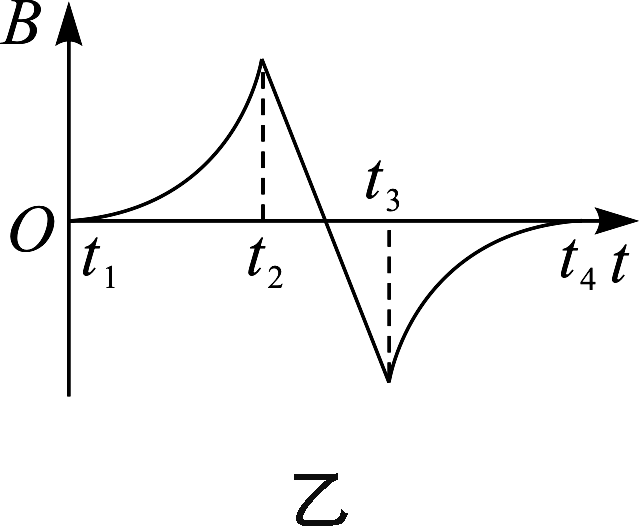 B
t₃
O
t₁ t₂ t₄ t
乙